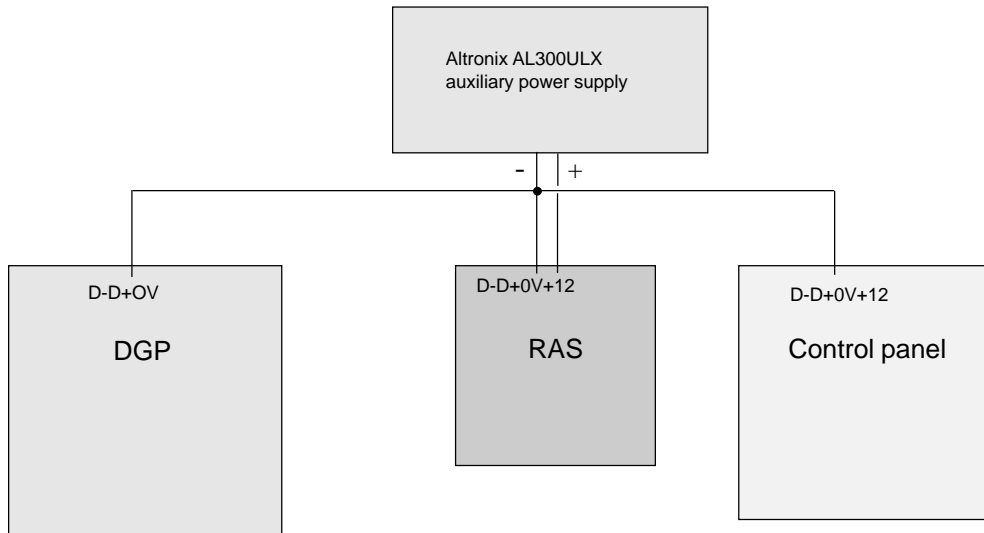 Altronix AL300ULX
auxiliary power supply
- +
D-D+OV
D-D+0V+12
D-D+0V+12
DGP
RAS
Control panel